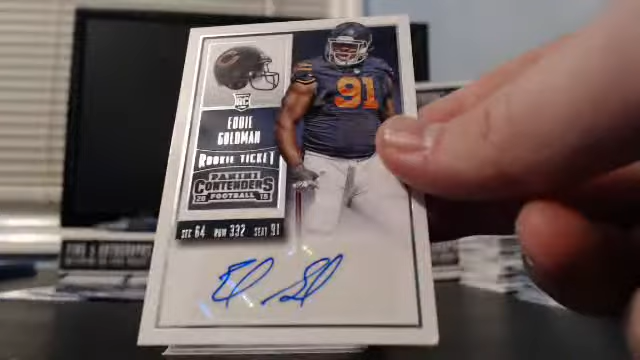 RC
EDDIE
GOLDMAN
ROOKIE TICKET
PANINI
CONTENDERS
20 FOOTBALL 15
SEC 64 ROW 332 SEAT 91
91